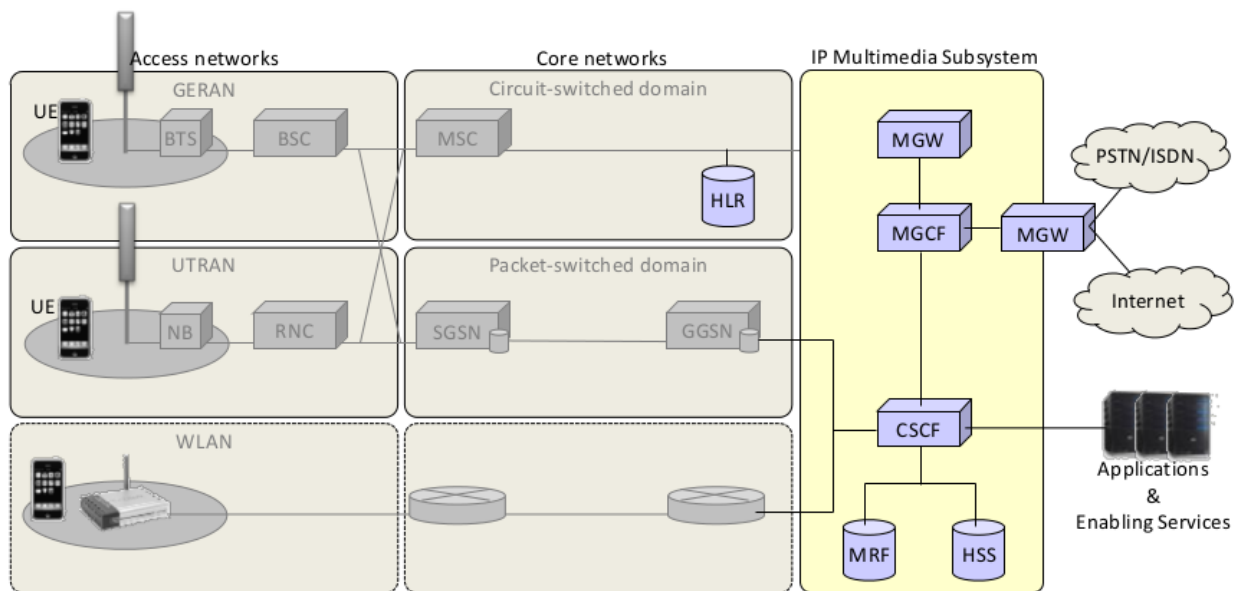 Access networks
Core networks
IP Multimedia Subsystem
GERAN
Circuit-switched domain
UE
BTS
BSC
MSC
MGW
PSTN/ISDN
HLR
MGCF
MGW
UTRAN
Packet-switched domain
Internet
UE
NB
RNC
SGSN
GGSN
WLAN
CSCF
Applications
&
Enabling Services
MRF
HSS